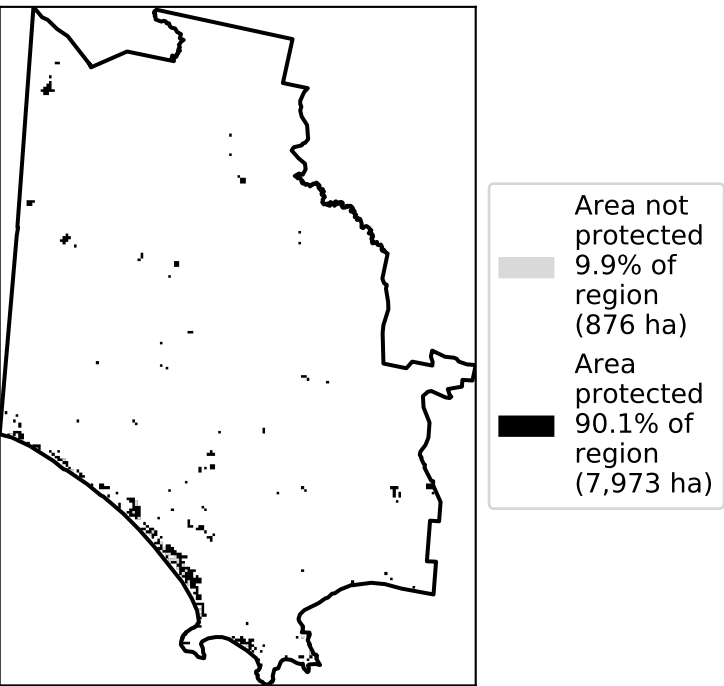 Area not
protected
9.9% of
region
(876 ha)
Area
protected
90.1% of
region
(7,973 ha)